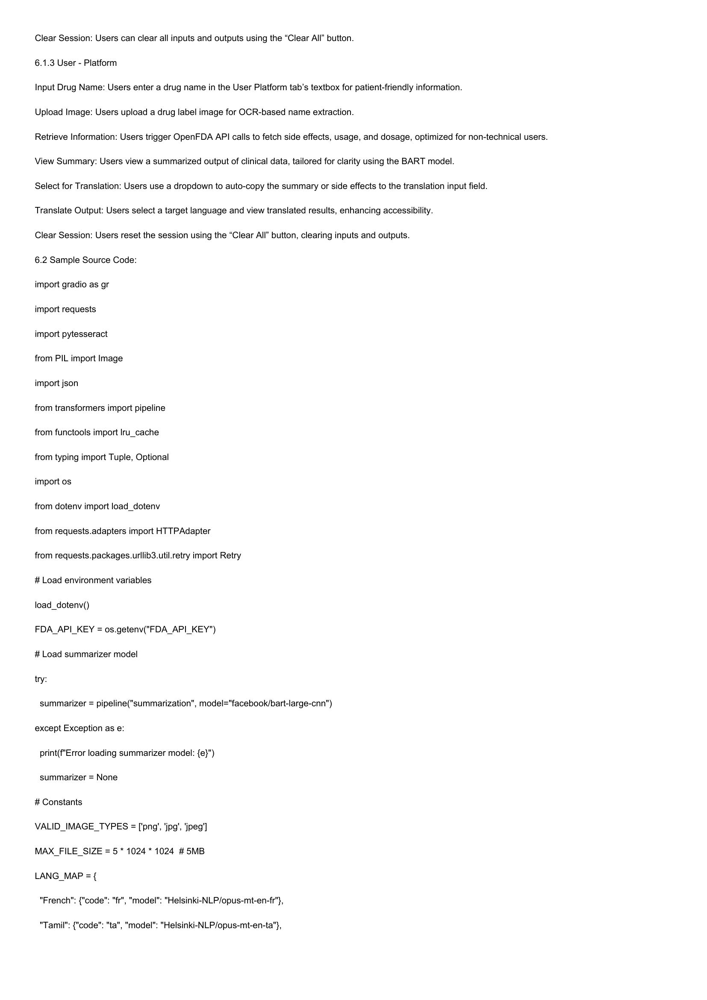 Clear Session: Users can clear all inputs and outputs using the “Clear All” button.
6.1.3 User - Platform
Input Drug Name: Users enter a drug name in the User Platform tab’s textbox for patient-friendly information.
Upload Image: Users upload a drug label image for OCR-based name extraction.
Retrieve Information: Users trigger OpenFDA API calls to fetch side effects, usage, and dosage, optimized for non-technical users.
View Summary: Users view a summarized output of clinical data, tailored for clarity using the BART model.
Select for Translation: Users use a dropdown to auto-copy the summary or side effects to the translation input field.
Translate Output: Users select a target language and view translated results, enhancing accessibility.
Clear Session: Users reset the session using the “Clear All” button, clearing inputs and outputs.
6.2 Sample Source Code:
import gradio as gr
import requests
import pytesseract
from PIL import Image
import json
from transformers import pipeline
from functools import lru_cache
from typing import Tuple, Optional
import os
from dotenv import load_dotenv
from requests.adapters import HTTPAdapter
from requests.packages.urllib3.util.retry import Retry
# Load environment variables
load_dotenv()
FDA_API_KEY = os.getenv("FDA_API_KEY")
# Load summarizer model
try:
  summarizer = pipeline("summarization", model="facebook/bart-large-cnn")
except Exception as e:
  print(f"Error loading summarizer model: {e}")
  summarizer = None
# Constants
VALID_IMAGE_TYPES = ['png', 'jpg', 'jpeg']
MAX_FILE_SIZE = 5 * 1024 * 1024  # 5MB
LANG_MAP = {
  "French": {"code": "fr", "model": "Helsinki-NLP/opus-mt-en-fr"},
  "Tamil": {"code": "ta", "model": "Helsinki-NLP/opus-mt-en-ta"},